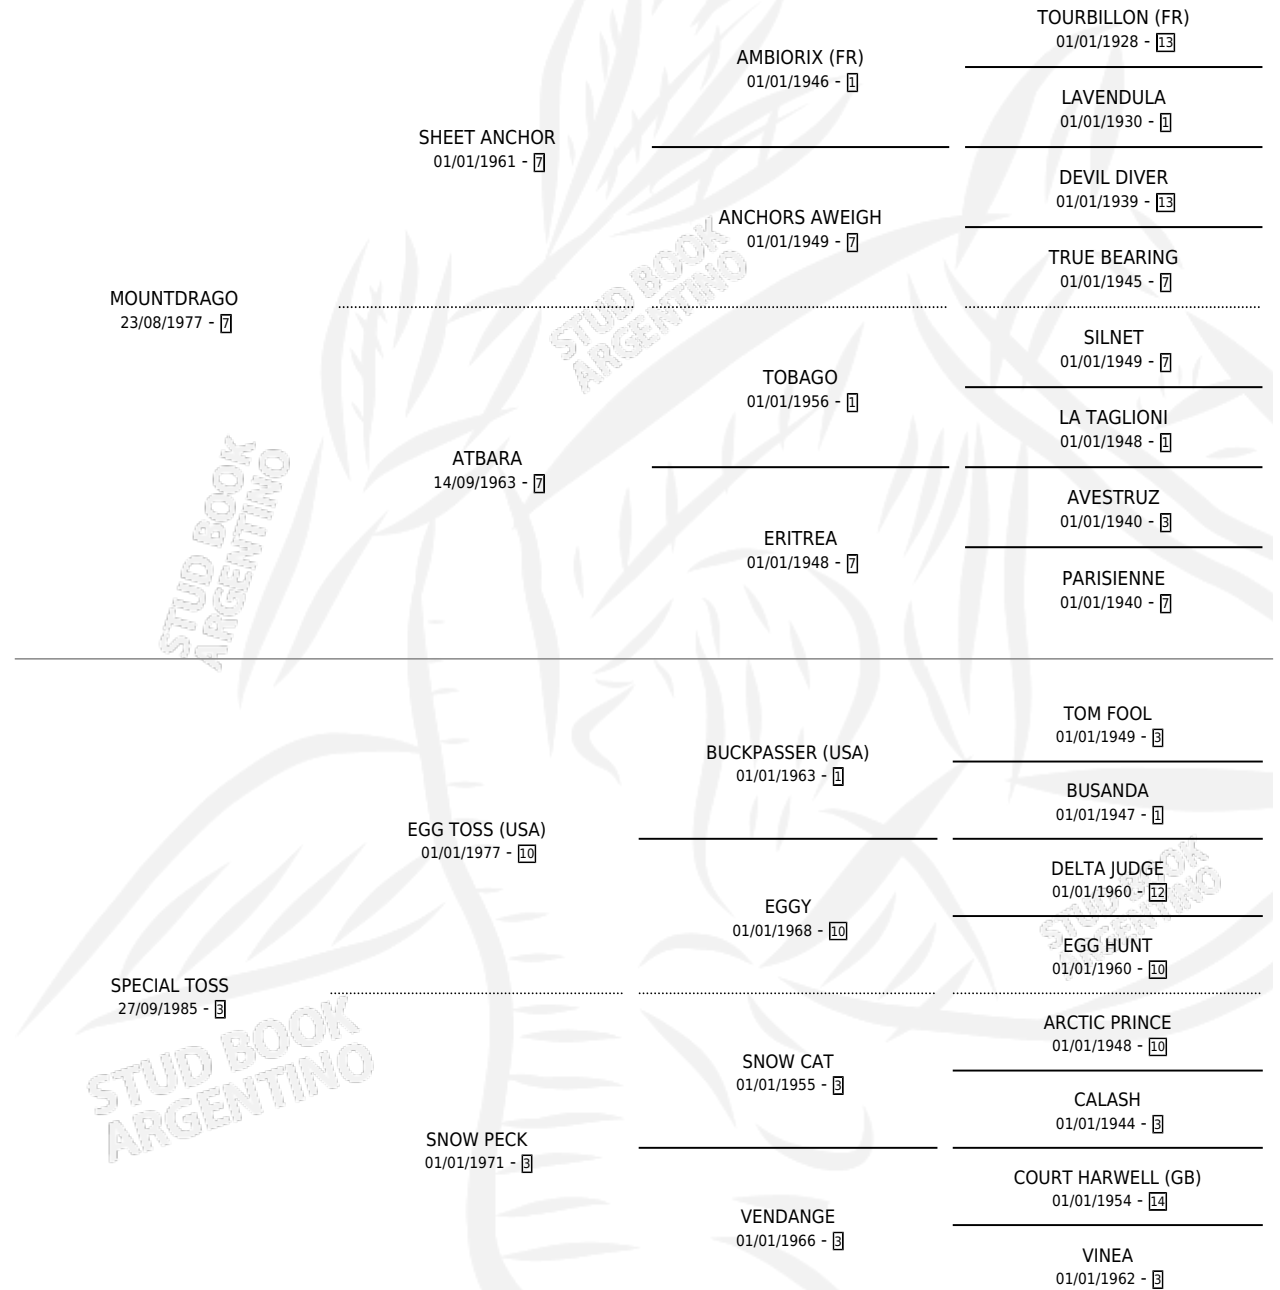 TOURBILLON (FR)
01/01/1928 - 13
AMBIORIX (FR)
01/01/1946 - 1
LAVENDULA
01/01/1930 - 1
SHEET ANCHOR
01/01/1961 - 7
DEVIL DIVER
01/01/1939 - 13
ANCHORS AWEIGH
01/01/1949 - 7
TRUE BEARING
01/01/1945 - 7
MOUNTDRAGO
23/08/1977 - 7
SILNET
01/01/1949 - 7
TOBAGO
01/01/1956 - 1
LA TAGLIONI
01/01/1948 - 1
ATBARA
14/09/1963 - 7
AVESTRUZ
01/01/1940 - 3
ERITREA
01/01/1948 - 7
PARISIENNE
01/01/1940 - 7
TOM FOOL
01/01/1949 - 3
BUCKPASSER (USA)
01/01/1963 - 1
BUSANDA
01/01/1947 - 1
EGG TOSS (USA)
01/01/1977 - 10
DELTA JUDGE
01/01/1960 - 12
EGGY
01/01/1968 - 10
EGG HUNT
01/01/1960 - 10
SPECIAL TOSS
27/09/1985 - 3
ARCTIC PRINCE
01/01/1948 - 10
SNOW CAT
01/01/1955 - 3
CALASH
01/01/1944 - 3
SNOW PECK
01/01/1971 - 3
COURT HARWELL (GB)
01/01/1954 - 14
VENDANGE
01/01/1966 - 3
VINEA
01/01/1962 - 3
STUD BOOK
ARGENTINO
STUD BOOK
ARGENTINO
STUD BOOK
ARGENTINO
STUD BOOK
ARGENTINO